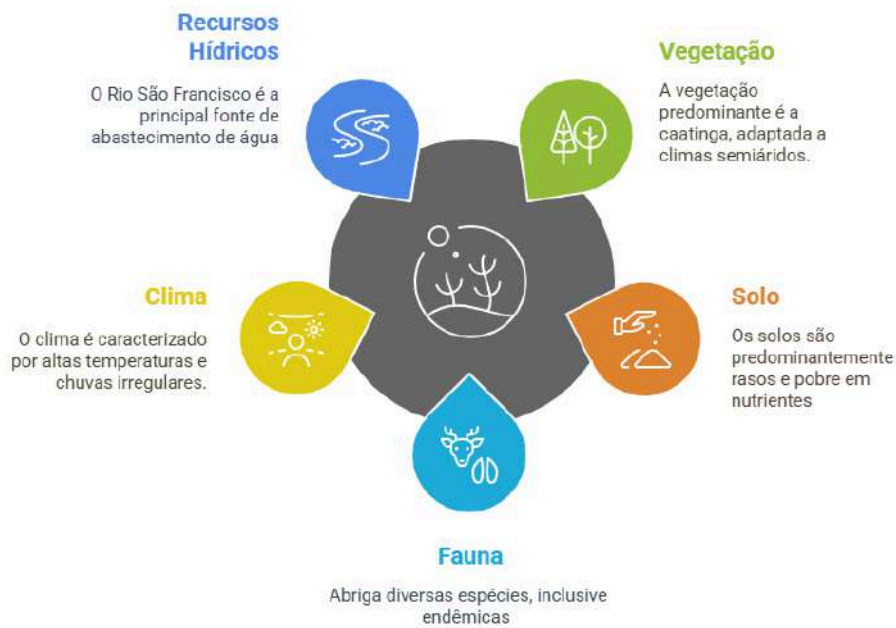 Recursos
Hídricos
O Rio São Francisco é a
principal fonte de
abastecimento de água
Vegetação
A vegetação
predominante é a
caatinga, adaptada a
climas semiáridos.
Clima
O clima é caracterizado
por altas temperaturas e
chuvas irregulares.
Solo
Os solos são
predominantemente
rasos e pobre em
nutrientes
Fauna
Abriga diversas espécies, inclusive
endêmicas